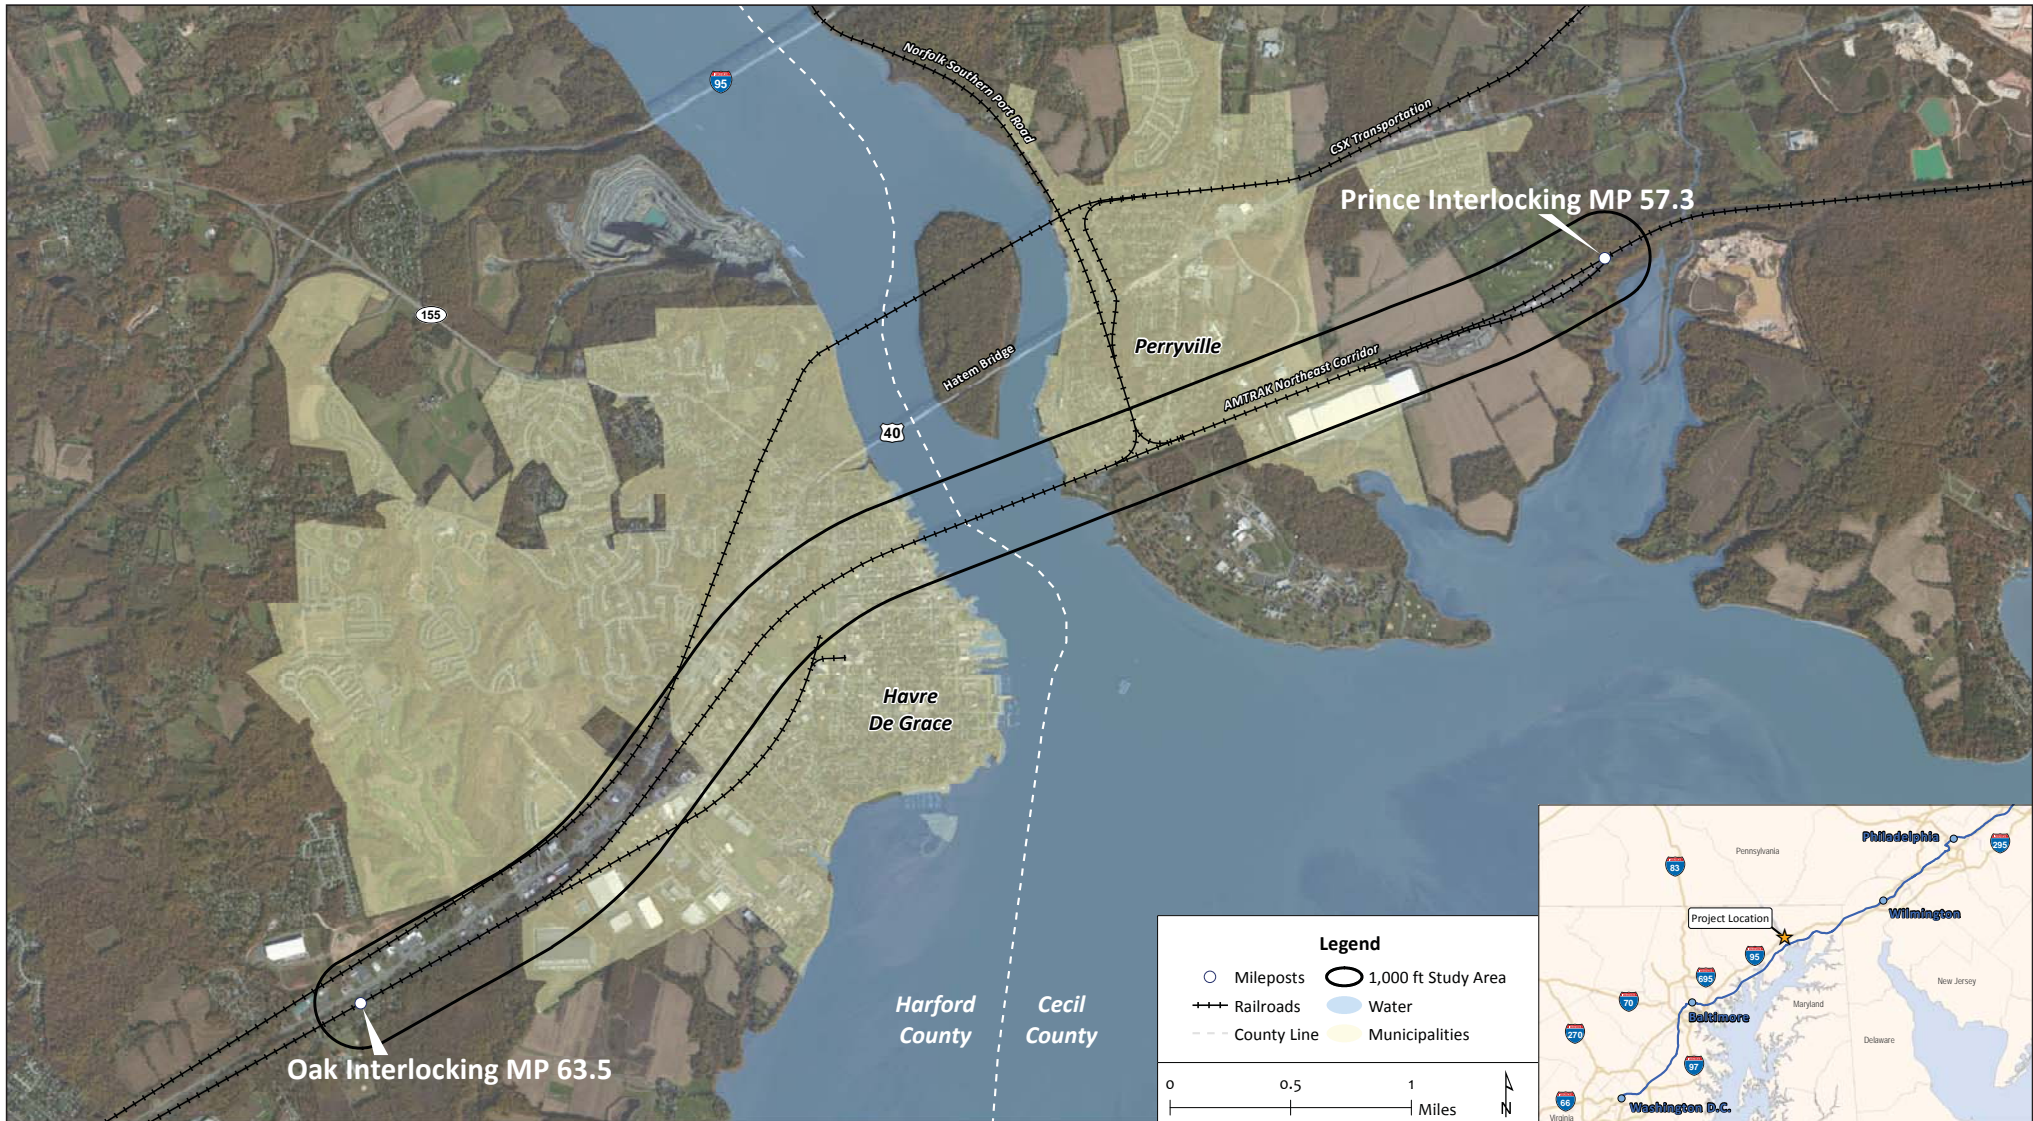 95
Norfolk Southern Port Road
CSX Transportation
Prince Interlocking MP 57.3
155
Perryville
Hatem Bridge
AMTRAK Northeast Corridor
40
Havre
De Grace
Harford
County
Cecil
County
Oak Interlocking MP 63.5
Legend
Mileposts
1,000 ft Study Area
Railroads
Water
County Line
Municipalities
0 0.5 1
Miles
N
Philadelphia
295
Pennsylvania
83
Wilmington
Project Location
95
695
New Jersey
70
Maryland
Baltimore
270
Delaware
97
66
Washington D.C.
Virginia